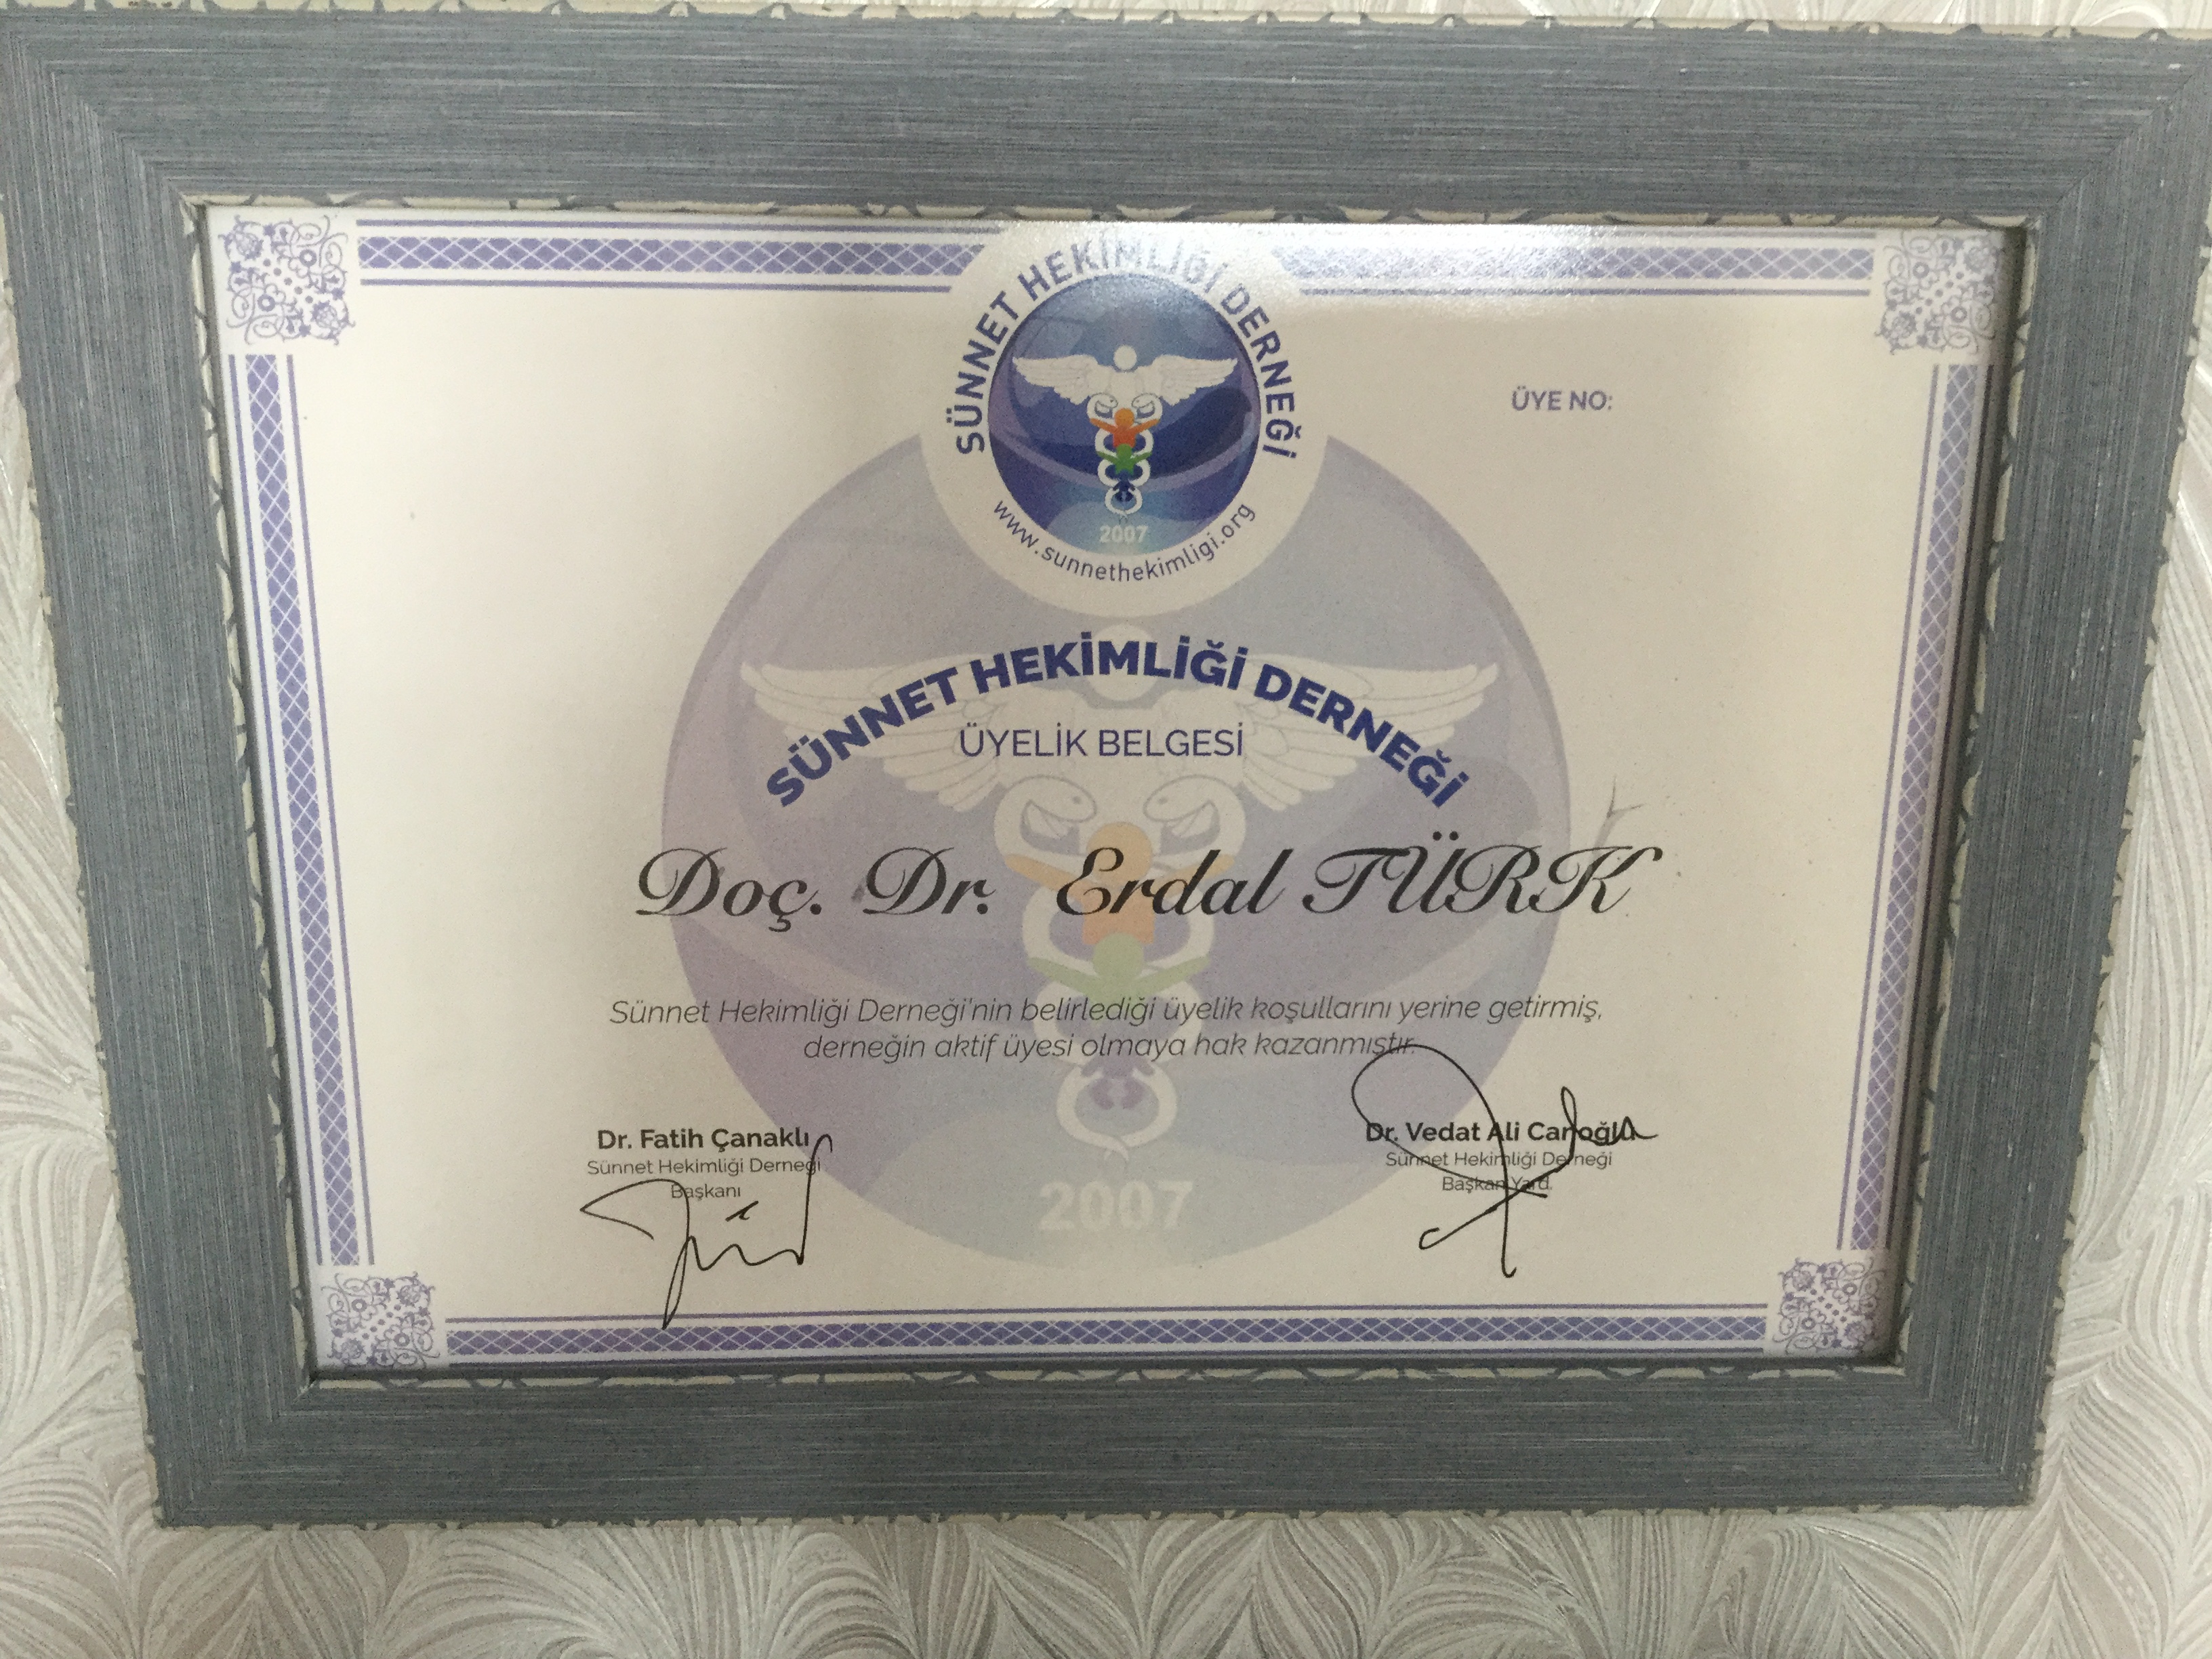 SÜNNET HEKİMLİĞİ DERNEĞİ
2007
www.sunnethekimligi.org
ÜYE NO:
SÜNNET HEKİMLİĞİ DERNEĞİ
ÜYELİK BELGESİ
Doç. Dr. Erdal TÜRK
Sünnet Hekimliği Derneği'nin belirlediği üyelik koşullarını yerine getirmiş,
derneğin aktif üyesi olmaya hak kazanmıştır.
Dr. Fatih Çanaklı
Sünnet Hekimliği Derneği
Başkanı
Dr. Vedat Ali Canoğlu
Sünnet Hekimliği Derneği
Başkan Yard.
2007